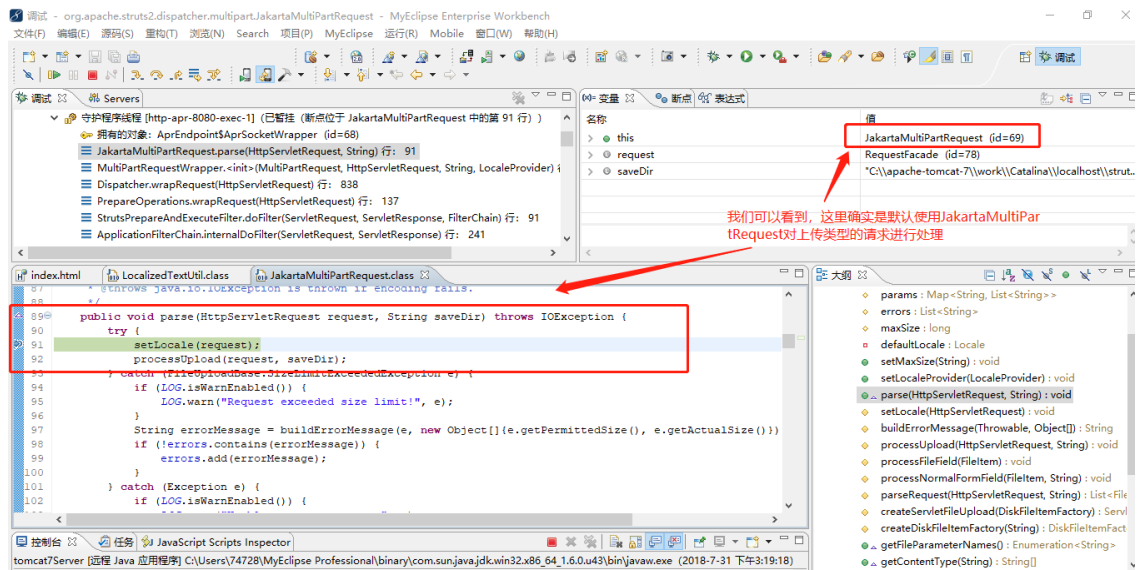 调试 - org.apache.struts2.dispatcher.multipart.JakartaMultiPartRequest - MyEclipse Enterprise Workbench
文件(F) 编辑(E) 源码(S) 重构(T) 浏览(N) Search 项目(P) MyEclipse 运行(R) Mobile 窗口(W) 帮助(H)
调试
调试 Servers
守护程序线程 [http-apr-8080-exec-1]（已暂挂（断点位于 JakartaMultiPartRequest 中的第 91 行））
拥有的对象: AprEndpoint$AprSocketWrapper (id=68)
JakartaMultiPartRequest.parse(HttpServletRequest, String) 行: 91
MultiPartRequestWrapper.<init>(MultiPartRequest, HttpServletRequest, String, LocaleProvider) 行
Dispatcher.wrapRequest(HttpServletRequest) 行: 838
PrepareOperations.wrapRequest(HttpServletRequest) 行: 137
StrutsPrepareAndExecuteFilter.doFilter(ServletRequest, ServletResponse, FilterChain) 行: 91
ApplicationFilterChain.internalDoFilter(ServletRequest, ServletResponse) 行: 241
(x)= 变量 断点 表达式
名称 值
this JakartaMultiPartRequest (id=69)
request RequestFacade (id=78)
saveDir "C:\\apache-tomcat-7\\work\\Catalina\\localhost\\strut...
我们可以看到，这里确实是默认使用JakartaMultiPar
tRequest对上传类型的请求进行处理
index.html LocalizedTextUtil.class JakartaMultiPartRequest.class
87 * @throws java.io.IOException is thrown if encoding fails.
88 */
89 public void parse(HttpServletRequest request, String saveDir) throws IOException {
90 try {
91 setLocale(request);
92 processUpload(request, saveDir);
93 } catch (FileUploadBase.SizeLimitExceededException e) {
94 if (LOG.isWarnEnabled()) {
95 LOG.warn("Request exceeded size limit!", e);
96 }
97 String errorMessage = buildErrorMessage(e, new Object[]{e.getPermittedSize(), e.getActualSize()})
98 if (!errors.contains(errorMessage)) {
99 errors.add(errorMessage);
100 }
101 } catch (Exception e) {
102 if (LOG.isWarnEnabled()) {
大纲
params : Map<String, List<String>>
errors : List<String>
maxSize : long
defaultLocale : Locale
setMaxSize(String) : void
setLocaleProvider(LocaleProvider) : void
parse(HttpServletRequest, String) : void
setLocale(HttpServletRequest) : void
buildErrorMessage(Throwable, Object[]) : String
processUpload(HttpServletRequest, String) : void
processFileField(FileItem) : void
processNormalFormField(FileItem, String) : void
parseRequest(HttpServletRequest, String) : List<File
createServletFileUpload(DiskFileItemFactory) : Servl
createDiskFileItemFactory(String) : DiskFileItemFact
getFileParameterNames() : Enumeration<String>
getContentType(String) : String[]
控制台 任务 JavaScript Scripts Inspector
tomcat7Server [远程 Java 应用程序] C:\Users\74728\MyEclipse Professional\binary\com.sun.java.jdk.win32.x86_64_1.6.0.u43\bin\javaw.exe（2018-7-31 下午3:19:18）